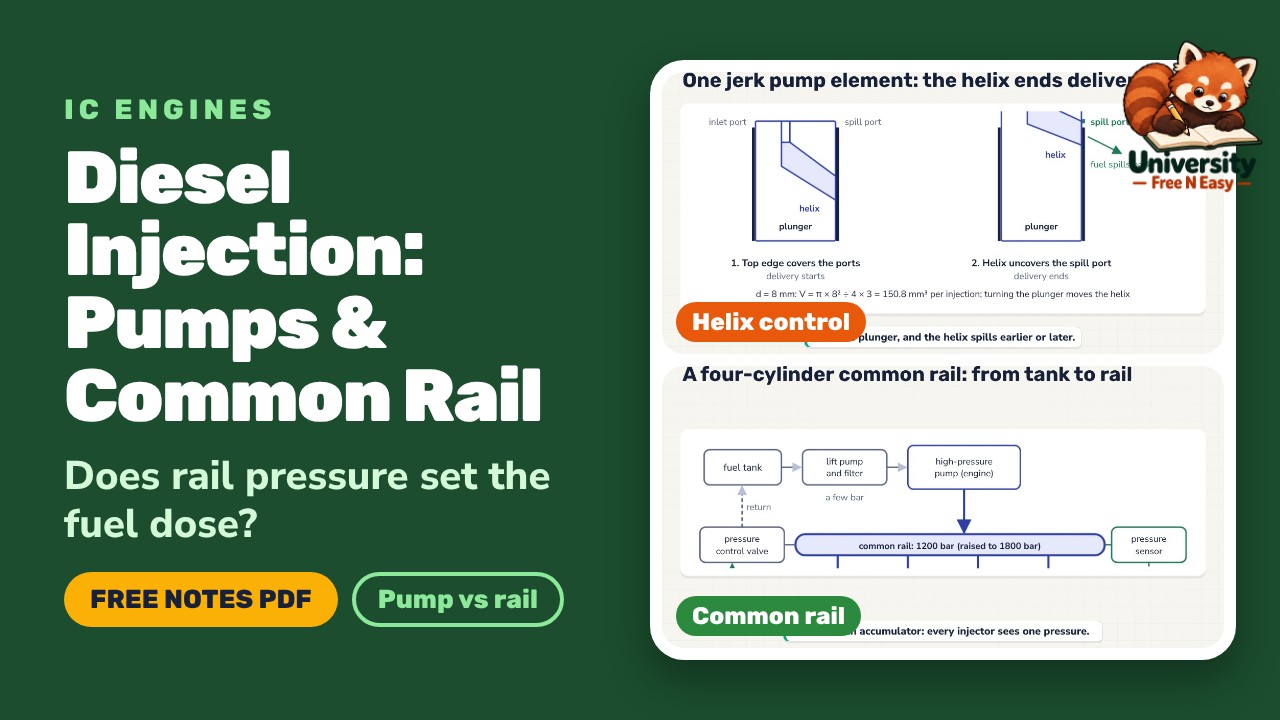 IC ENGINES
Diesel
Injection:
Pumps &
Common Rail
Does rail pressure set the
fuel dose?
FREE NOTES PDF
Pump vs rail
One jerk pump element: the helix ends
inlet port
spill port
helix
plunger
1. Top edge covers the ports
delivery starts
spill port
helix
fuel spills
plunger
2. Helix uncovers the spill port
delivery ends
d = 8 mm: V = π × 8² ÷ 4 × 3 = 150.8 mm³ per injection; turning the plunger moves the helix
Helix control
plunger, and the helix spills earlier or later.
A four-cylinder common rail: from tank to rail
fuel tank
lift pump
and filter
high-pressure
pump (engine)
a few bar
return
pressure
control valve
common rail: 1200 bar (raised to 1800 bar)
pressure
sensor
Common rail
accumulator: every injector sees one pressure.
University
Free N Easy